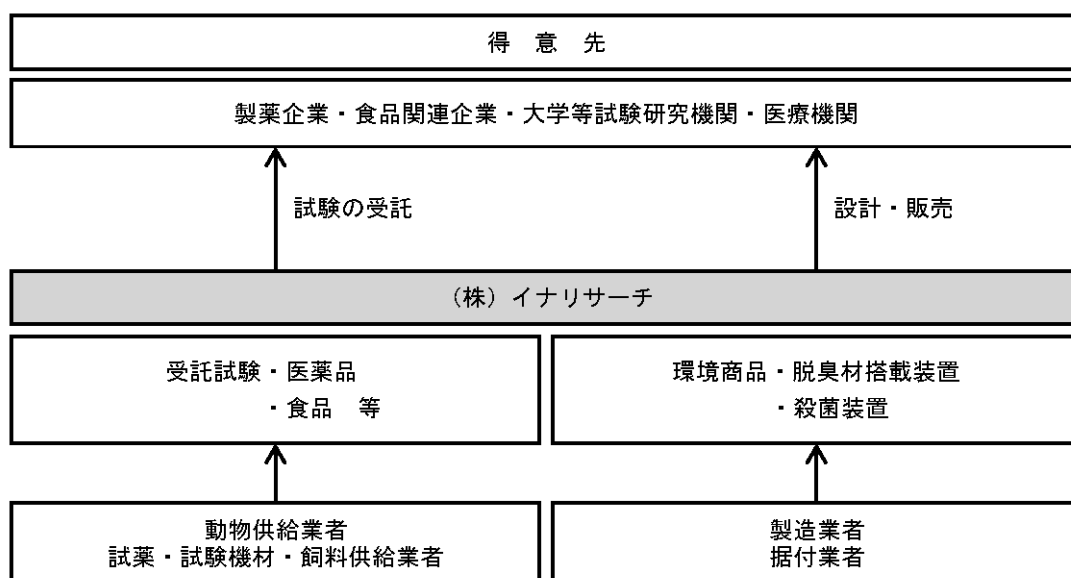 得 意 先
製薬企業・食品関連企業・大学等試験研究機関・医療機関
試験の受託
設計・販売
(株)イナリサーチ
受託試験・医薬品
・食品 等
環境商品・脱臭材搭載装置
・殺菌装置
動物供給業者
試薬・試験機材・飼料供給業者
製造業者
据付業者